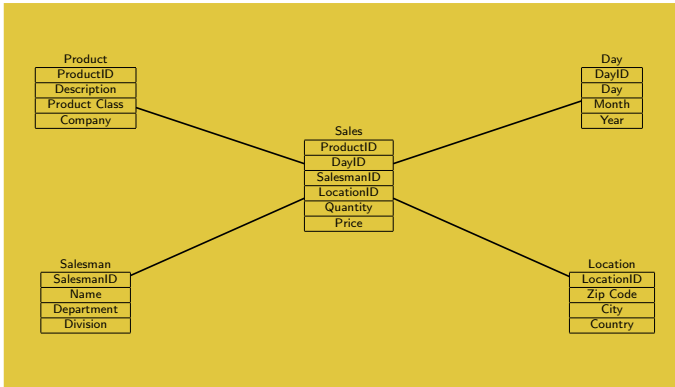 Product
ProductID
Description
Product Class
Company
Day
DayID
Day
Month
Year
Sales
ProductID
DayID
SalesmanID
LocationID
Quantity
Price
Salesman
SalesmanID
Name
Department
Division
Location
LocationID
Zip Code
City
Country